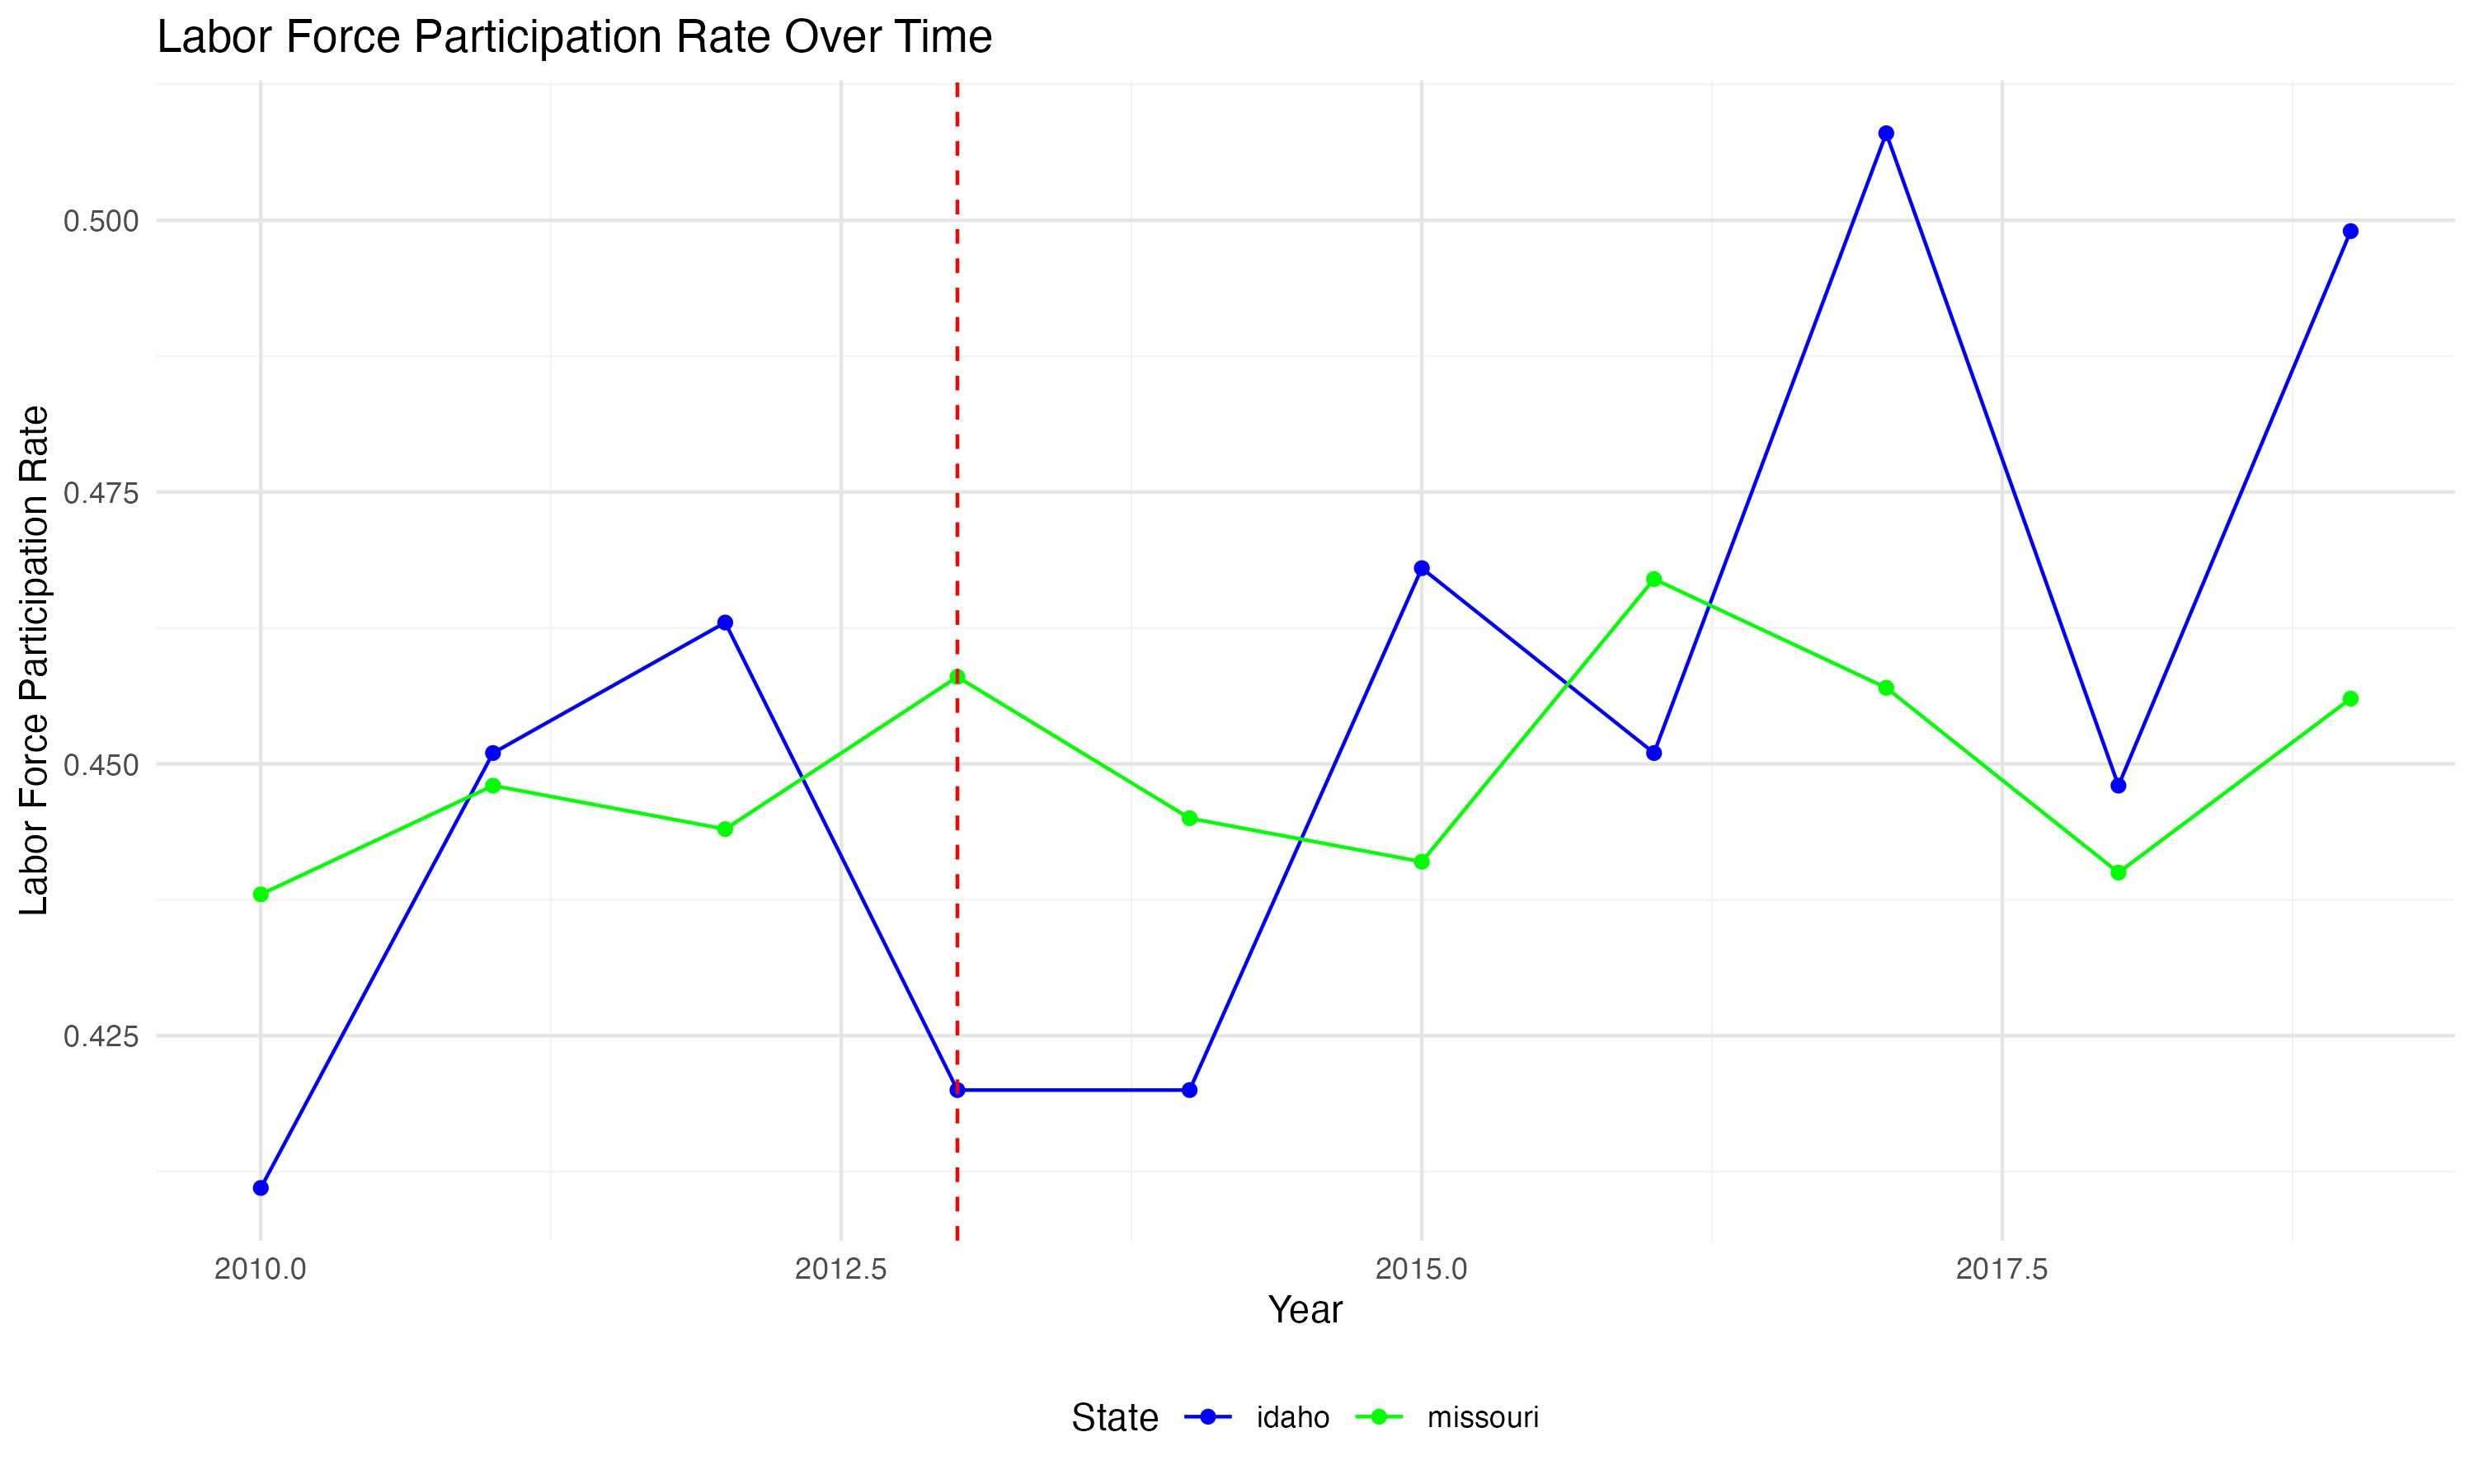 Labor Force Participation Rate Over Time
Labor Force Participation Rate
0.500
0.475
0.450
0.425
2010.0 2012.5 2015.0 2017.5
Year
State idaho missouri